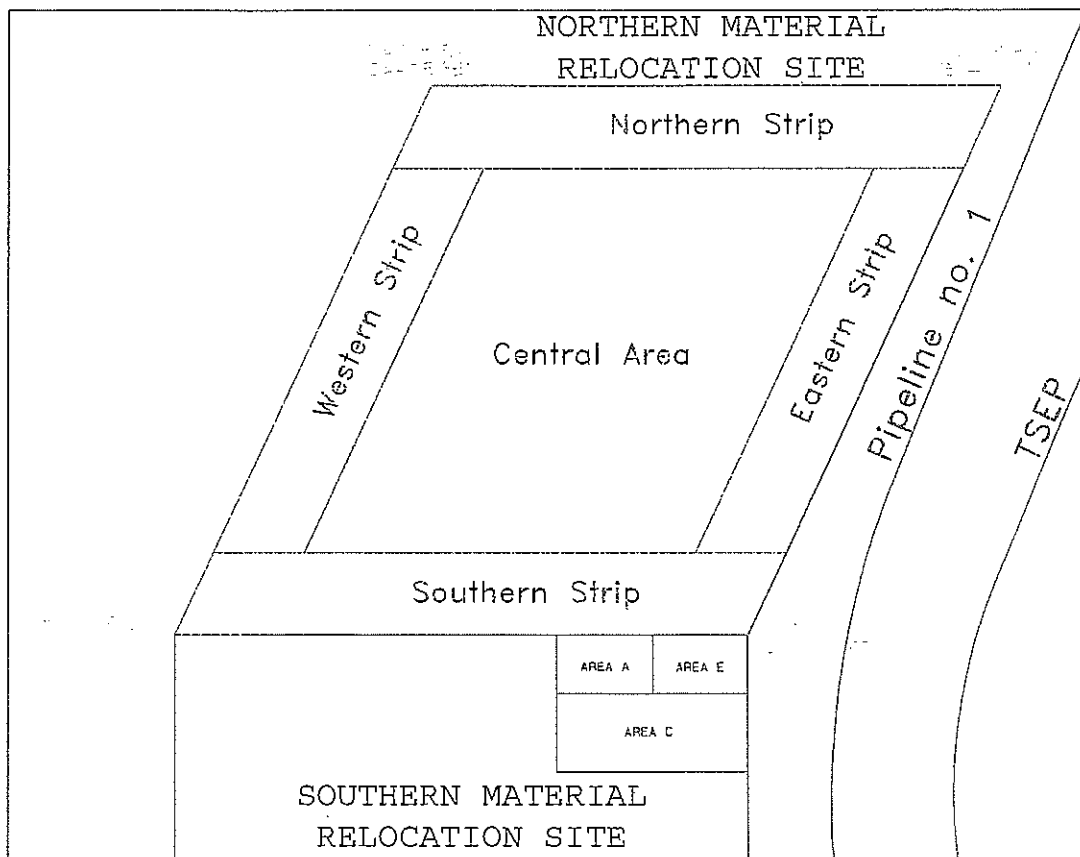 NORTHERN MATERIAL
RELOCATION SITE
Northern Strip
Western Strip
Central Area
Eastern Strip
Pipeline no. 1
TSEP
Southern Strip
AREA A
AREA E
AREA C
SOUTHERN MATERIAL
RELOCATION SITE